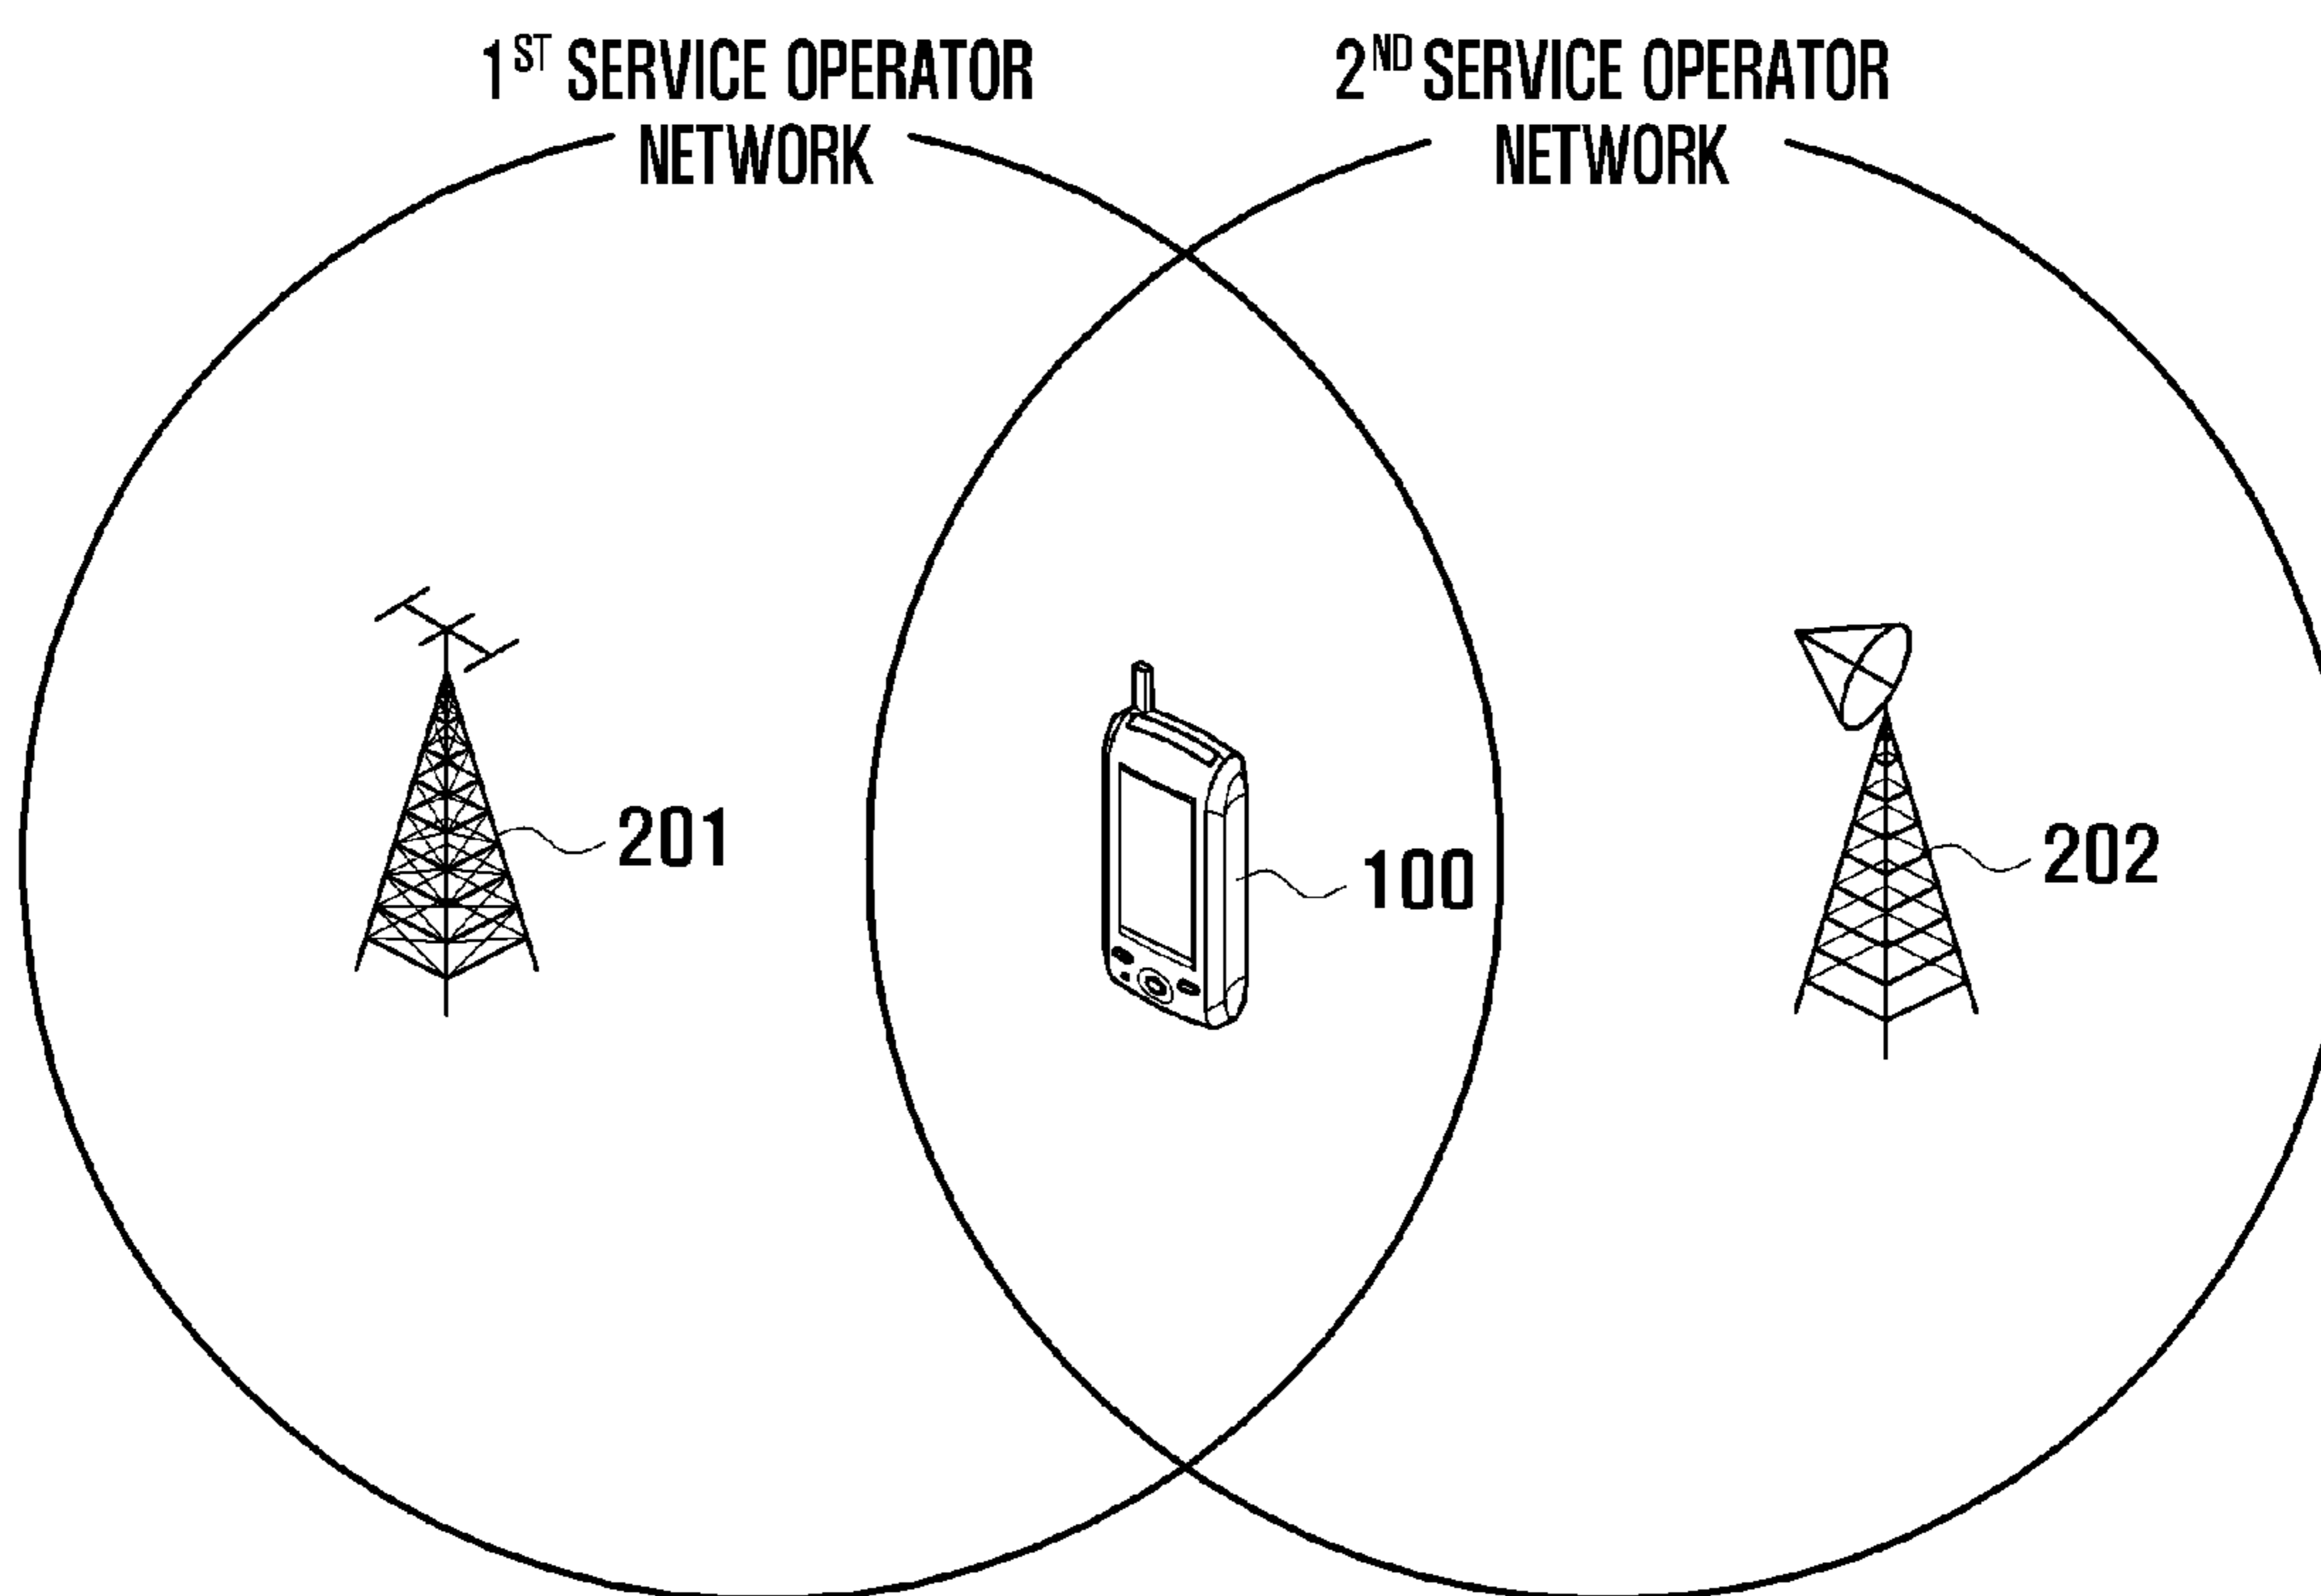 1ST SERVICE OPERATOR
NETWORK
2ND SERVICE OPERATOR
NETWORK
201
100
202